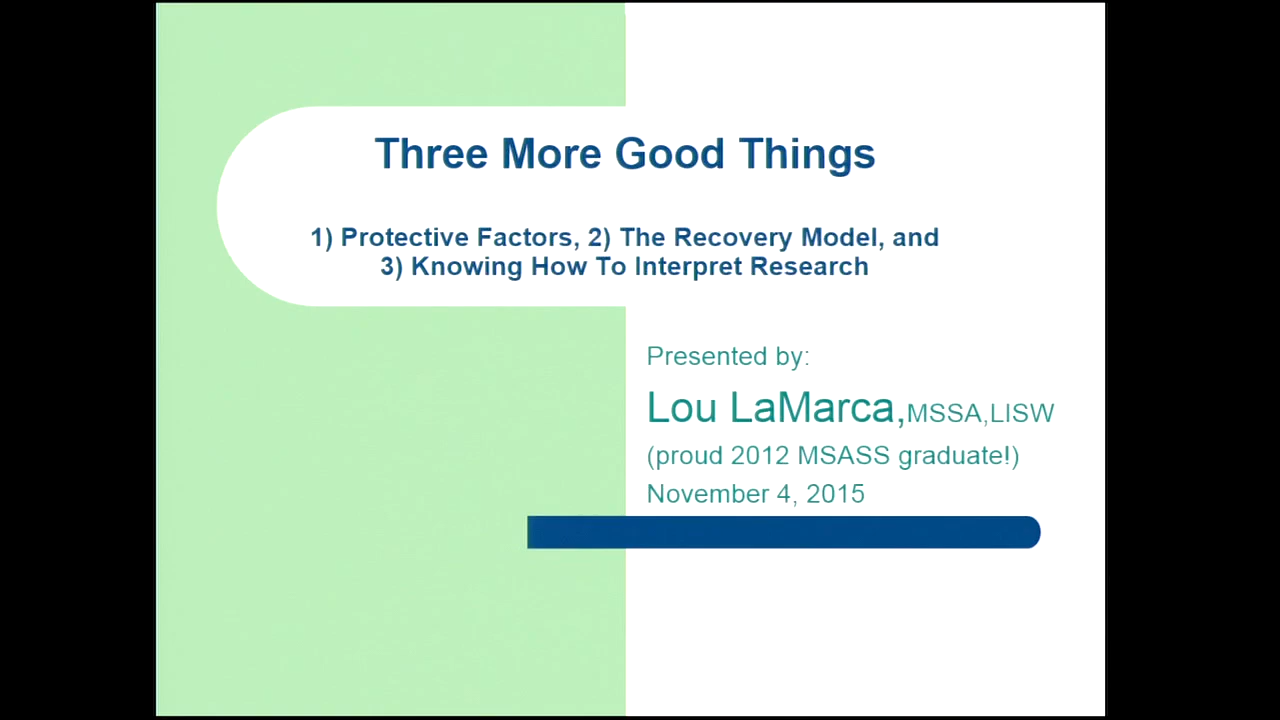 Three More Good Things
1) Protective Factors, 2) The Recovery Model, and
3) Knowing How To Interpret Research
Presented by:
Lou LaMarca,MSSA,LISW
(proud 2012 MSASS graduate!)
November 4, 2015